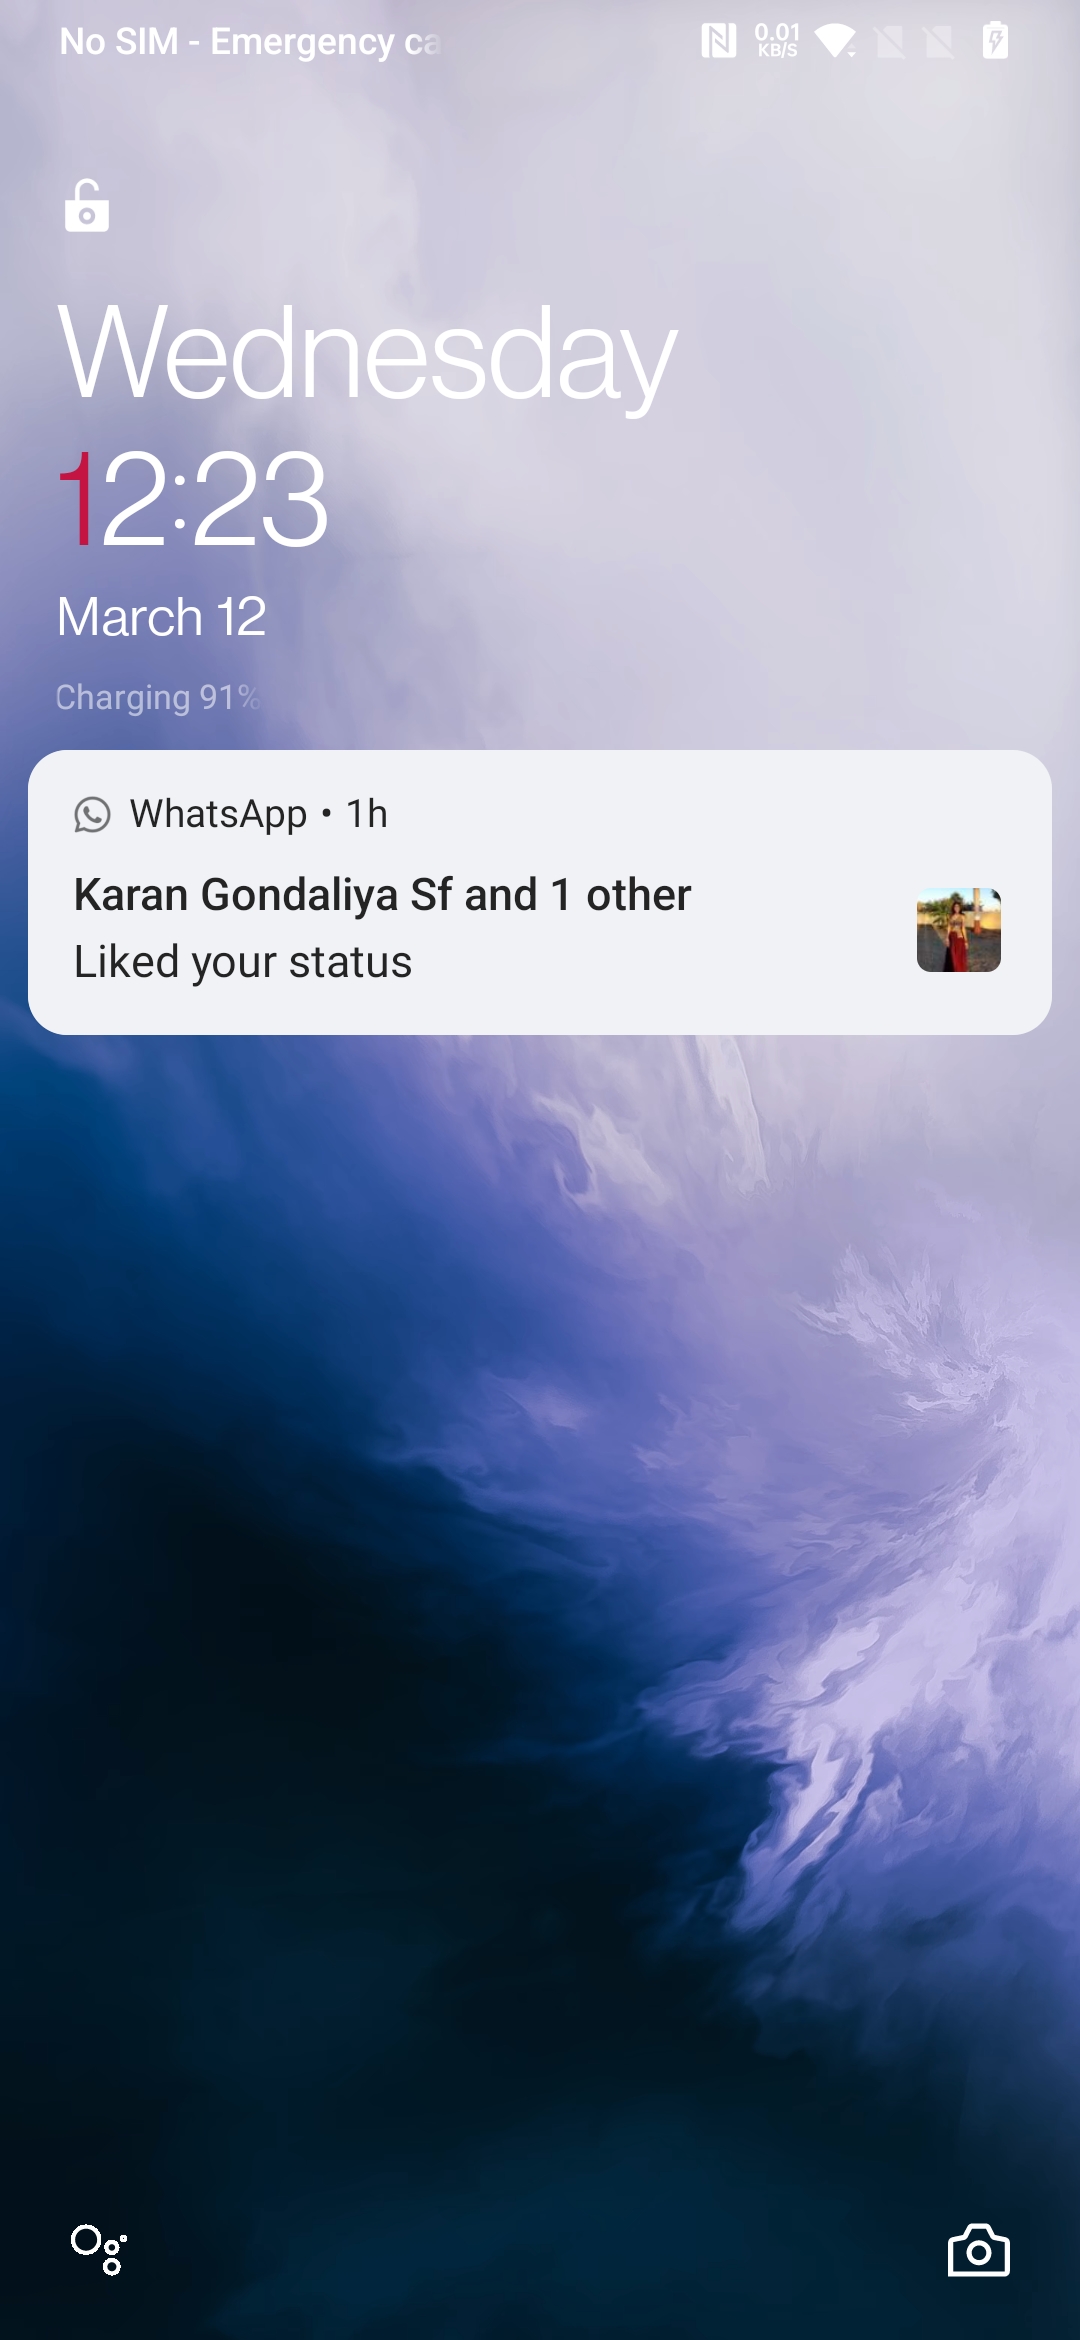 No SIM - Emergency ca
0.01
KB/S
Wednesday
12:23
March 12
Charging 91%
WhatsApp • 1h
Karan Gondaliya Sf and 1 other
Liked your status